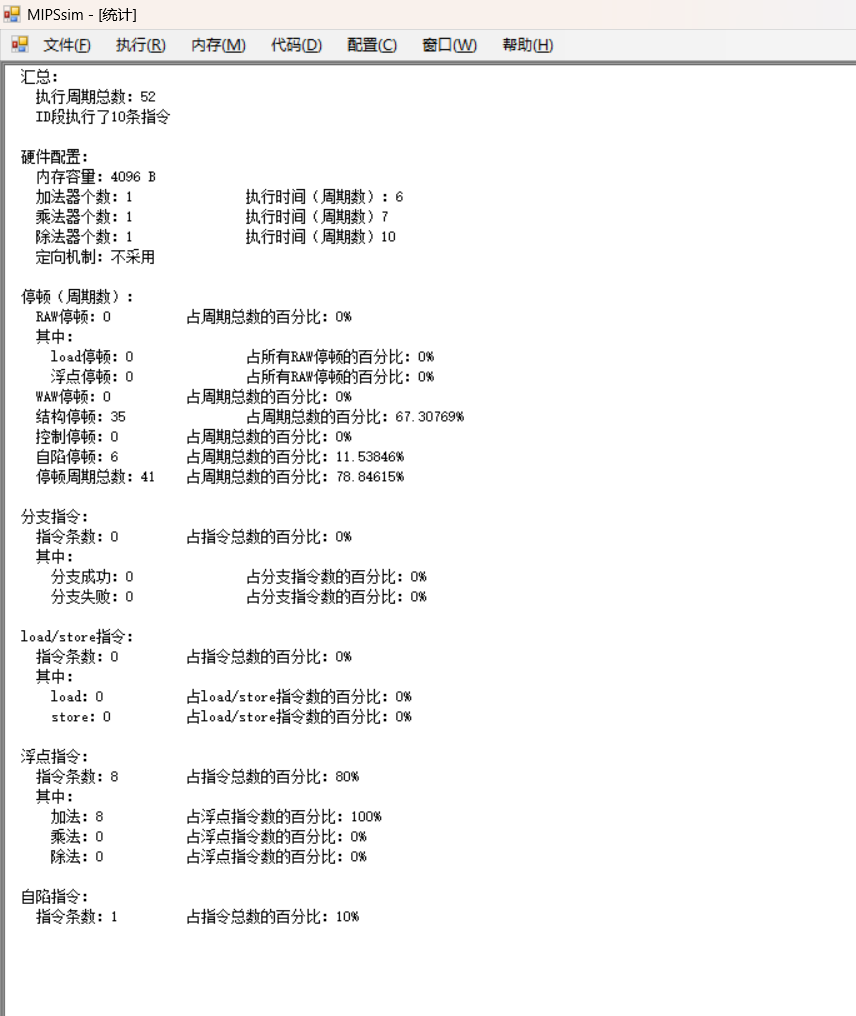 MIPSsim - [统计]
文件(F) 执行(R) 内存(M) 代码(D) 配置(C) 窗口(W) 帮助(H)
汇总：
执行周期总数：52
ID段执行了10条指令
硬件配置：
内存容量：4096 B
加法器个数：1 执行时间（周期数）：6
乘法器个数：1 执行时间（周期数）7
除法器个数：1 执行时间（周期数）10
定向机制：不采用
停顿（周期数）：
RAW停顿：0 占周期总数的百分比：0%
其中：
load停顿：0 占所有RAW停顿的百分比：0%
浮点停顿：0 占所有RAW停顿的百分比：0%
WAW停顿：0 占周期总数的百分比：0%
结构停顿：35 占周期总数的百分比：67.30769%
控制停顿：0 占周期总数的百分比：0%
自陷停顿：6 占周期总数的百分比：11.53846%
停顿周期总数：41 占周期总数的百分比：78.84615%
分支指令：
指令条数：0 占指令总数的百分比：0%
其中：
分支成功：0 占分支指令数的百分比：0%
分支失败：0 占分支指令数的百分比：0%
load/store指令：
指令条数：0 占指令总数的百分比：0%
其中：
load：0 占load/store指令数的百分比：0%
store：0 占load/store指令数的百分比：0%
浮点指令：
指令条数：8 占指令总数的百分比：80%
其中：
加法：8 占浮点指令数的百分比：100%
乘法：0 占浮点指令数的百分比：0%
除法：0 占浮点指令数的百分比：0%
自陷指令：
指令条数：1 占指令总数的百分比：10%